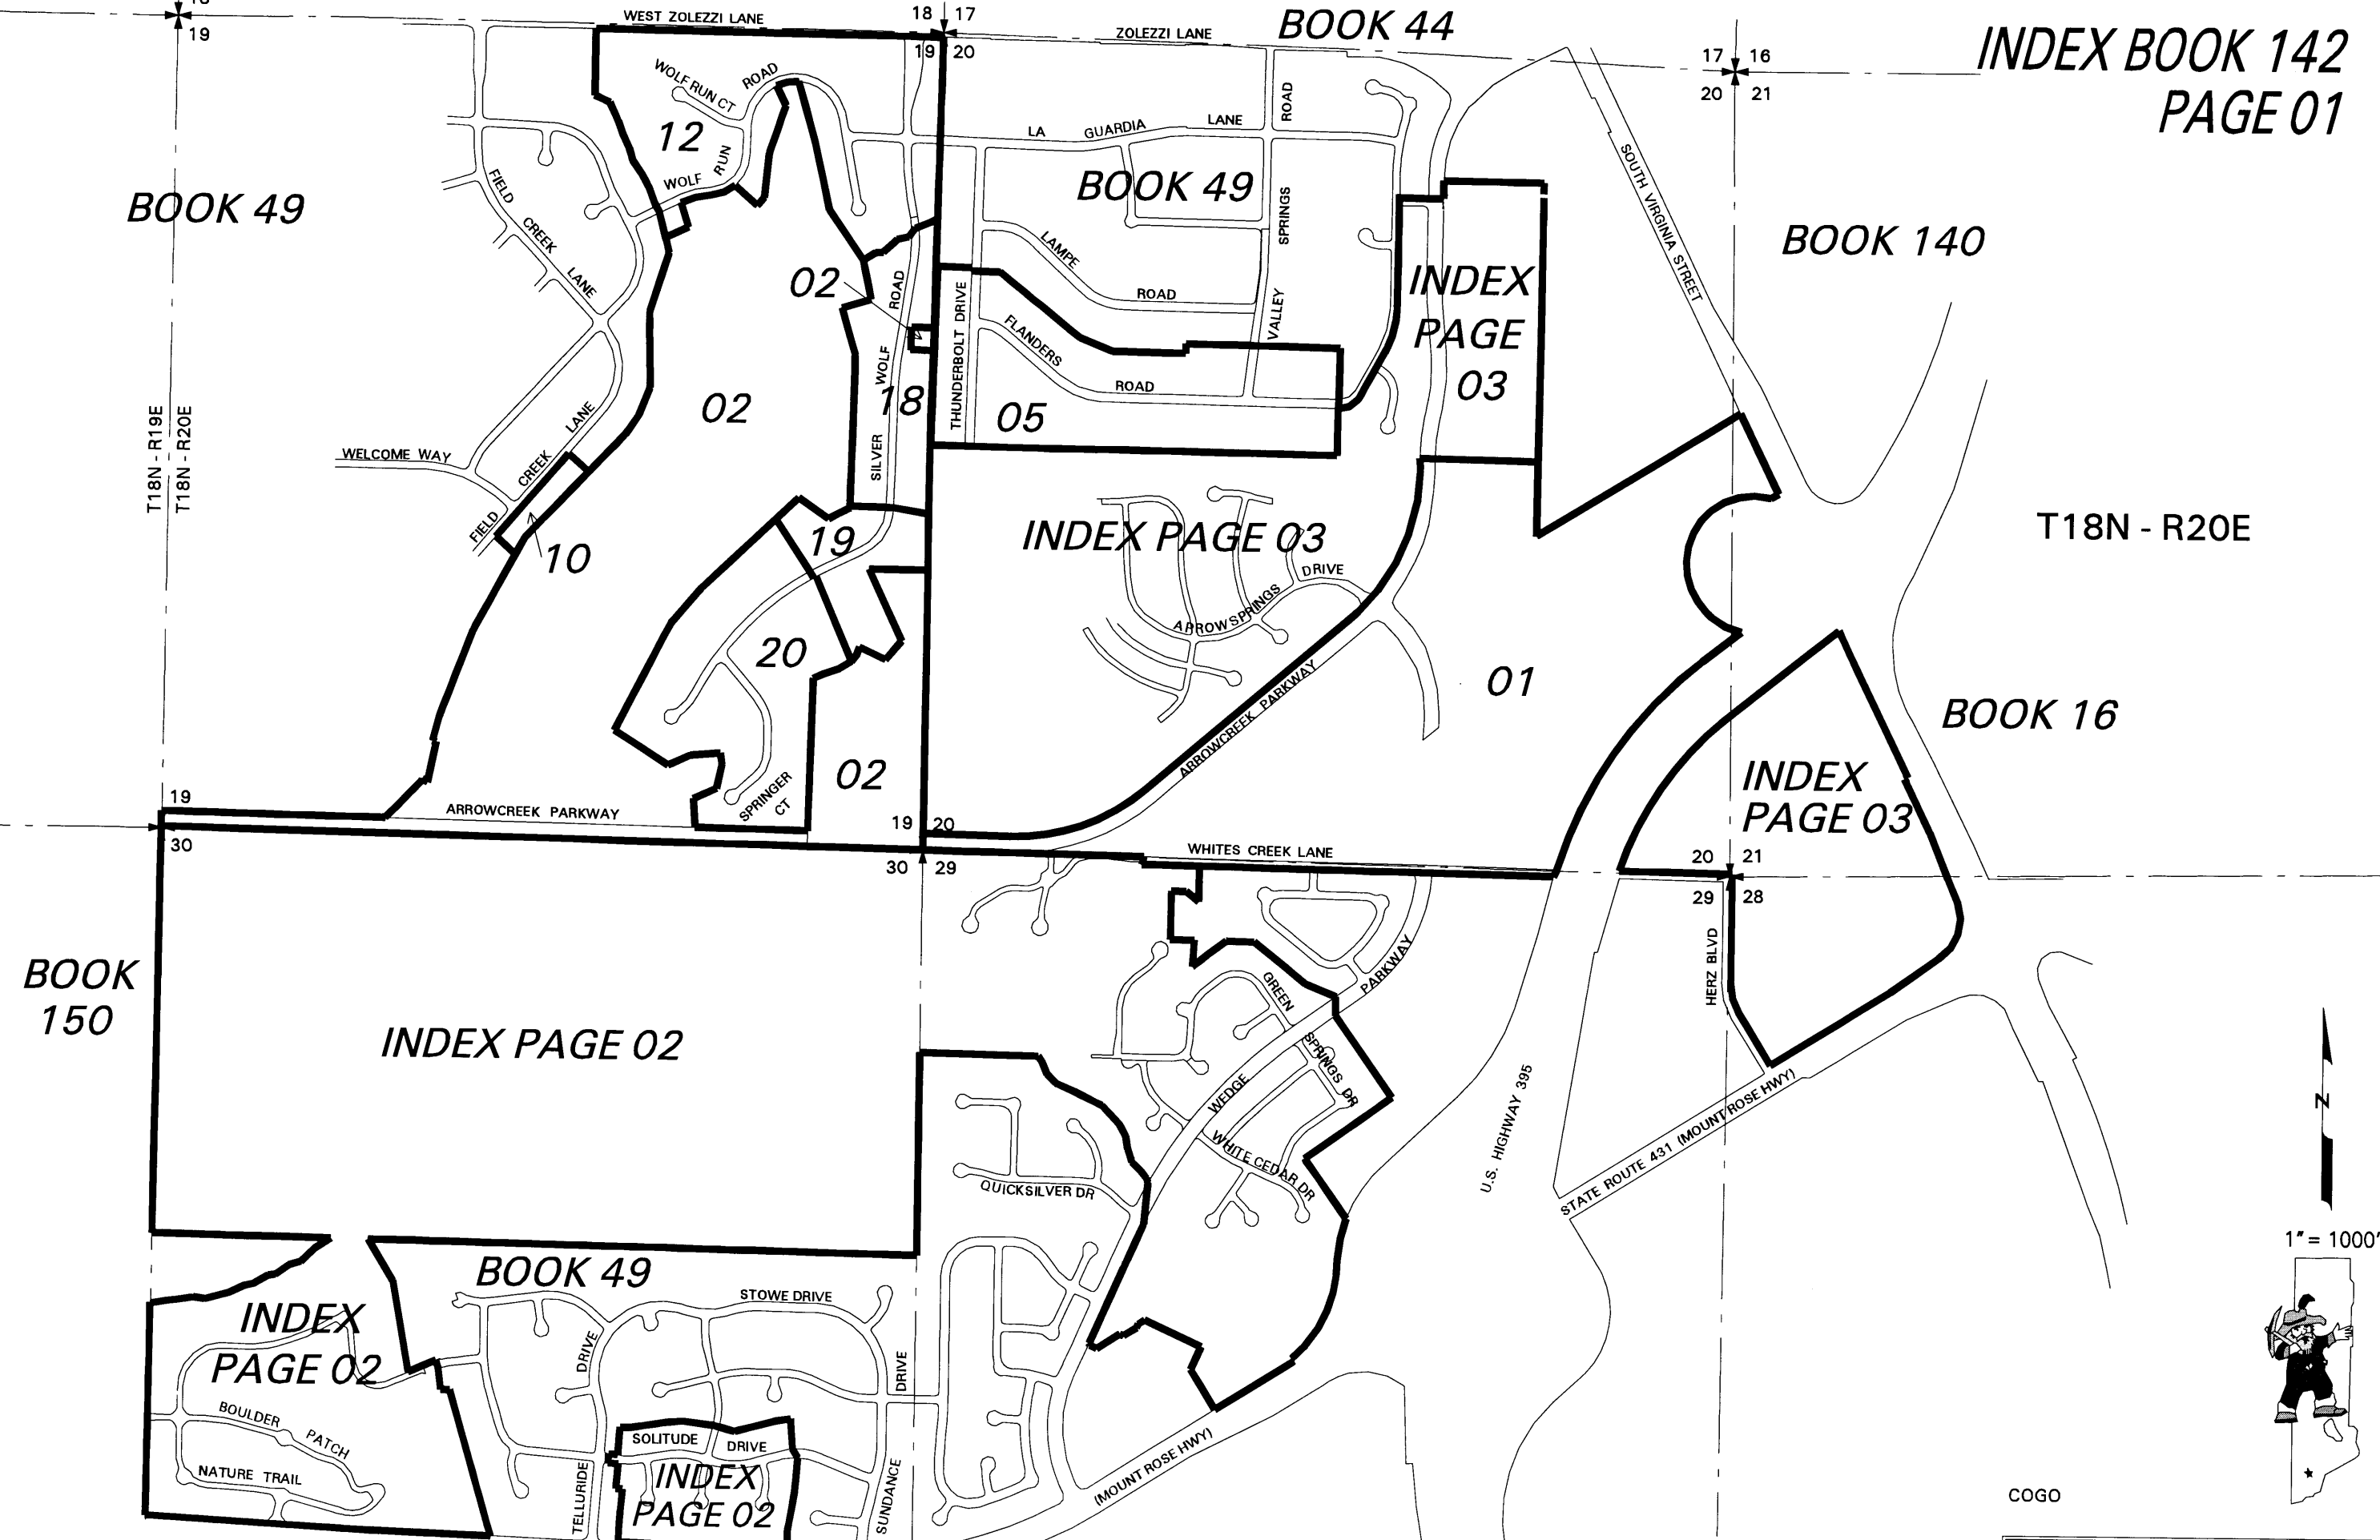 WEST ZOLEZZI LANE
18 17
ZOLEZZI LANE
BOOK 44
INDEX BOOK 142
PAGE 01
19
19 20
17 16
20 21
WOLF RUN CT
ROAD
12
WOLF
RUN
LA GUARDIA LANE
ROAD
SOUTH VIRGINIA STREET
BOOK 49
FIELD
CREEK
LANE
BOOK 49
SPRINGS
VALLEY
BOOK 140
LAMPE
ROAD
02
ROAD
WOLF
SILVER
THUNDERBOLT DRIVE
FLANDERS
ROAD
INDEX
PAGE
03
02
18
05
T18N - R19E
T18N - R20E
WELCOME WAY
LANE
CREEK
FIELD
10
19
INDEX PAGE 03
T18N - R20E
DRIVE
ARROWSPRINGS
20
01
ARROWCREEK PARKWAY
BOOK 16
02
INDEX
PAGE 03
SPRINGER
CT
19
ARROWCREEK PARKWAY
19 20
30
30 29
WHITES CREEK LANE
20 21
29 28
HERZ BLVD
BOOK
150
INDEX PAGE 02
PARKWAY
GREEN
SPRINGS DR
WEDGE
WHITE CEDAR DR
QUICKSILVER DR
U.S. HIGHWAY 395
STATE ROUTE 431 (MOUNT ROSE HWY)
N
1" = 1000'
BOOK 49
STOWE DRIVE
INDEX
PAGE 02
DRIVE
TELLURIDE
DRIVE
SUNDANCE
BOULDER
PATCH
NATURE TRAIL
SOLITUDE DRIVE
INDEX
PAGE 02
(MOUNT ROSE HWY)
COGO